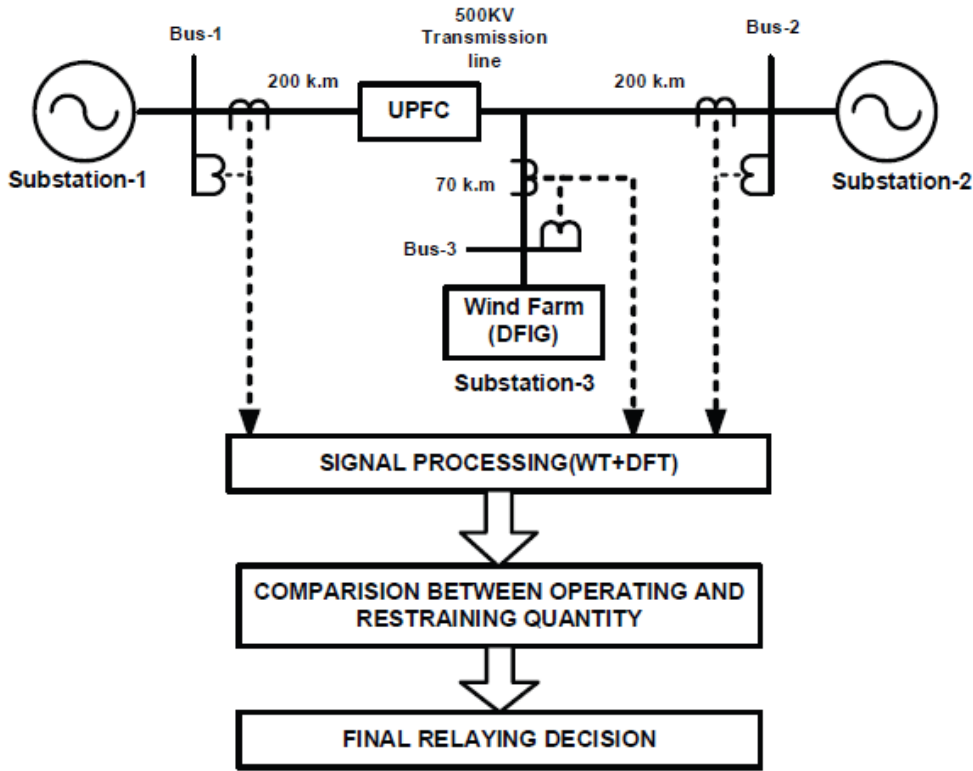 500KV
Transmission
line
Bus-1
Bus-2
200 k.m
200 k.m
UPFC
Substation-1
Substation-2
70 k.m
Bus-3
Wind Farm
(DFIG)
Substation-3
SIGNAL PROCESSING(WT+DFT)
COMPARISION BETWEEN OPERATING AND
RESTRAINING QUANTITY
FINAL RELAYING DECISION